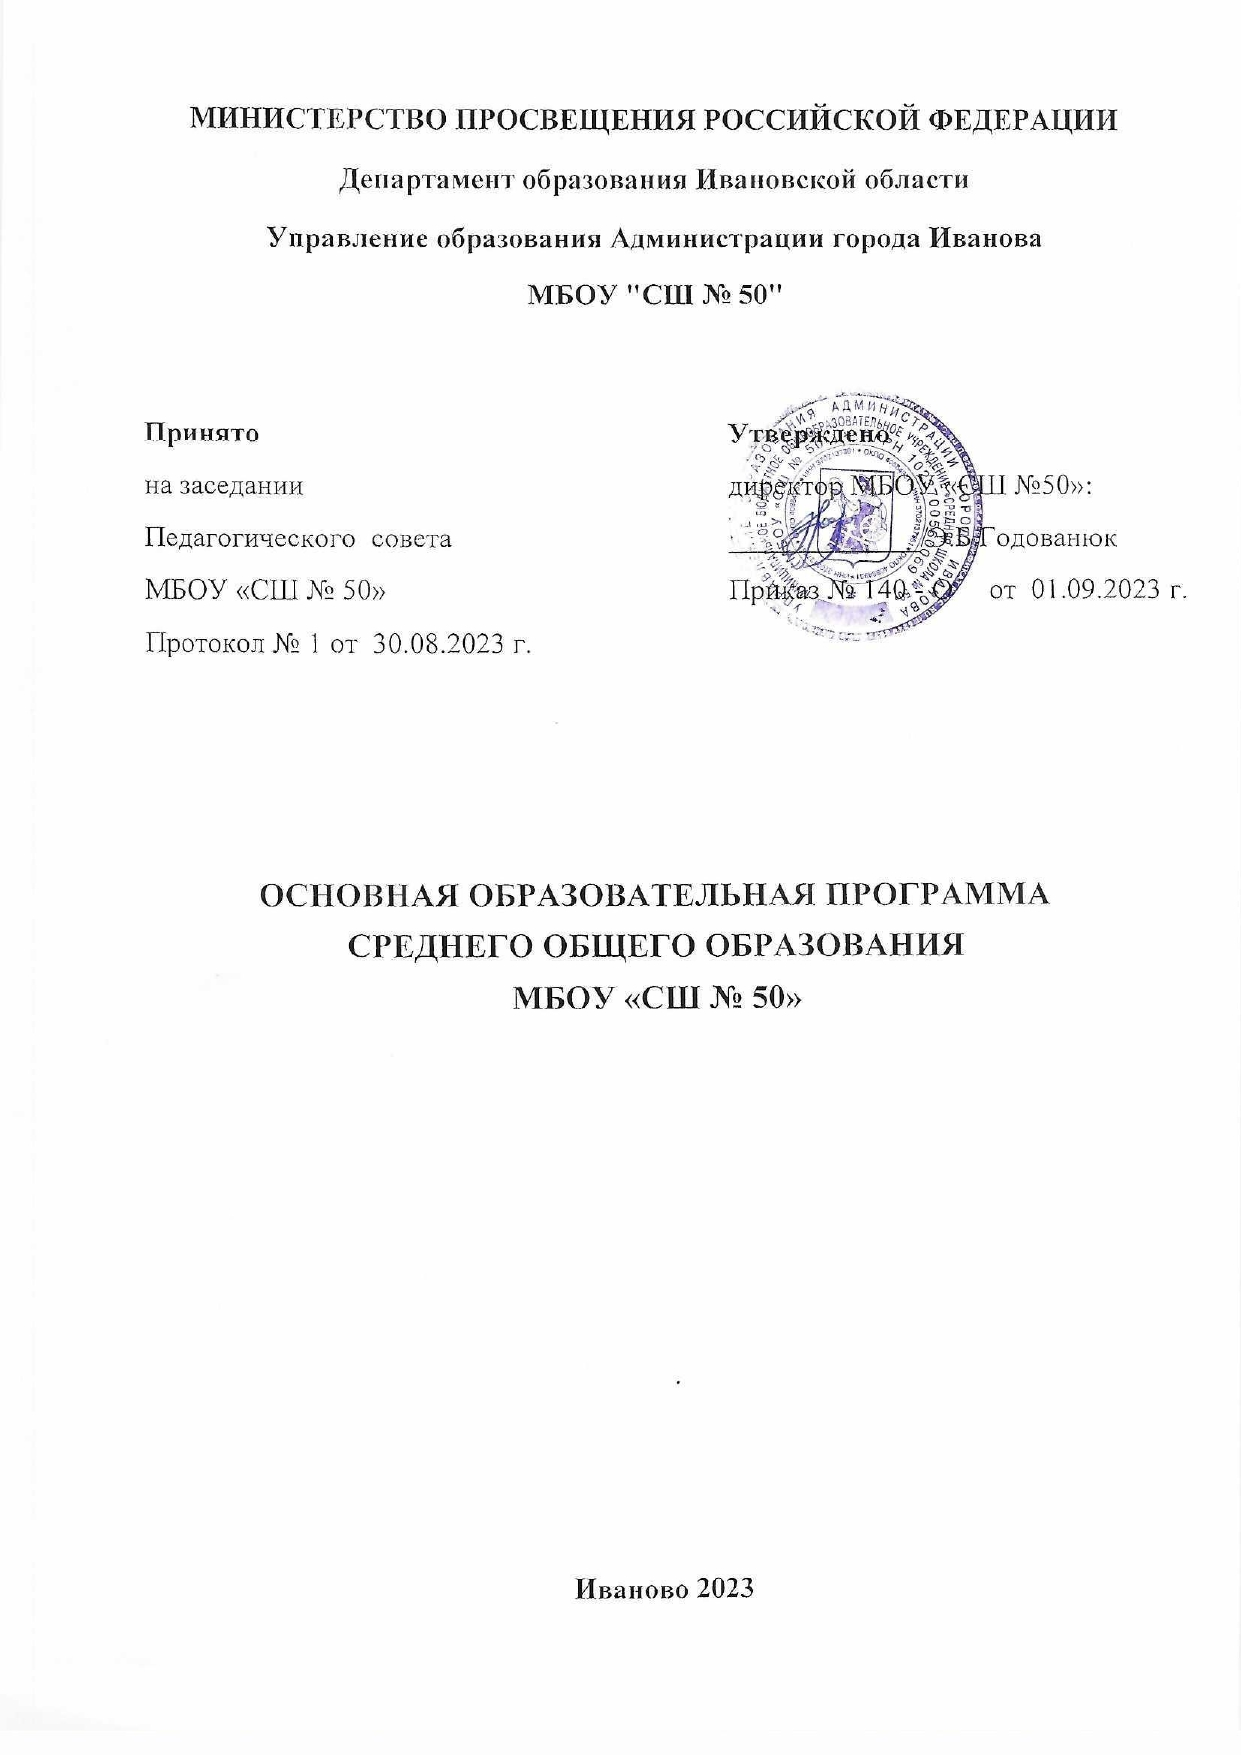 МИНИСТЕРСТВО ПРОСВЕЩЕНИЯ РОССИЙСКОЙ ФЕДЕРАЦИИ
Департамент образования Ивановской области
Управление образования Администрации города Иванова
МБОУ "СШ № 50"
Принято
на заседании
Педагогического совета
МБОУ «СШ № 50»
Протокол № 1 от 30.08.2023 г.
Утверждено
директор МБОУ «СШ №50»:
Э.Б.Годованюк
Приказ № 140 - О от 01.09.2023 г.
ОСНОВНАЯ ОБРАЗОВАТЕЛЬНАЯ ПРОГРАММА
СРЕДНЕГО ОБЩЕГО ОБРАЗОВАНИЯ
МБОУ «СШ № 50»
Иваново 2023